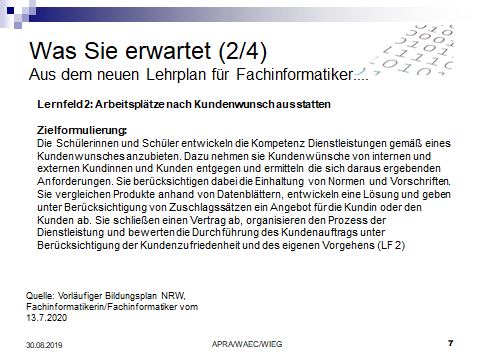 Was Sie erwartet (2/4)
Aus dem neuen Lehrplan für Fachinformatiker....
Lernfeld 2: Arbeitsplätze nach Kundenwunsch ausstatten
Zielformulierung:
Die Schülerinnen und Schüler entwickeln die Kompetenz Dienstleistungen gemäß eines
Kundenwunsches anzubieten. Dazu nehmen sie Kundenwünsche von internen und
externen Kundinnen und Kunden entgegen und ermitteln die sich daraus ergebenden
Anforderungen. Sie berücksichtigen dabei die Einhaltung von Normen und Vorschriften.
Sie vergleichen Produkte anhand von Datenblättern, entwickeln eine Lösung und geben
unter Berücksichtigung von Zuschlagssätzen ein Angebot für die Kundin oder den
Kunden ab. Sie schließen einen Vertrag ab, organisieren den Prozess der
Dienstleistung und bewerten die Durchführung des Kundenauftrags unter
Berücksichtigung der Kundenzufriedenheit und des eigenen Vorgehens (LF 2)
Quelle: Vorläufiger Bildungsplan NRW,
Fachinformatikerin/Fachinformatiker vom
13.7.2020
30.08.2019 APRA/WAEC/WIEG 7